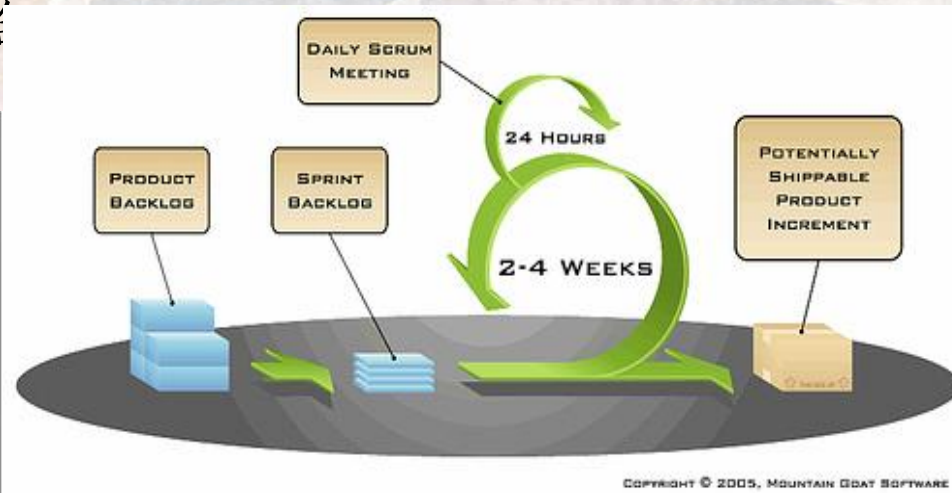 DAILY SCRUM
MEETING
24 HOURS
PRODUCT
BACKLOG
SPRINT
BACKLOG
POTENTIALLY
SHIPPABLE
PRODUCT
INCREMENT
2-4 WEEKS
COPYRIGHT © 2005, MOUNTAIN GOAT SOFTWARE